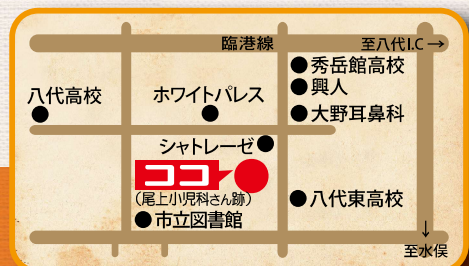 臨港線
至八代I.C→
秀岳館高校
興人
大野耳鼻科
八代高校
ホワイトパレス
シャトレーゼ
ココ
(尾上小児科さん跡)
市立図書館
八代東高校
↓
至水俣